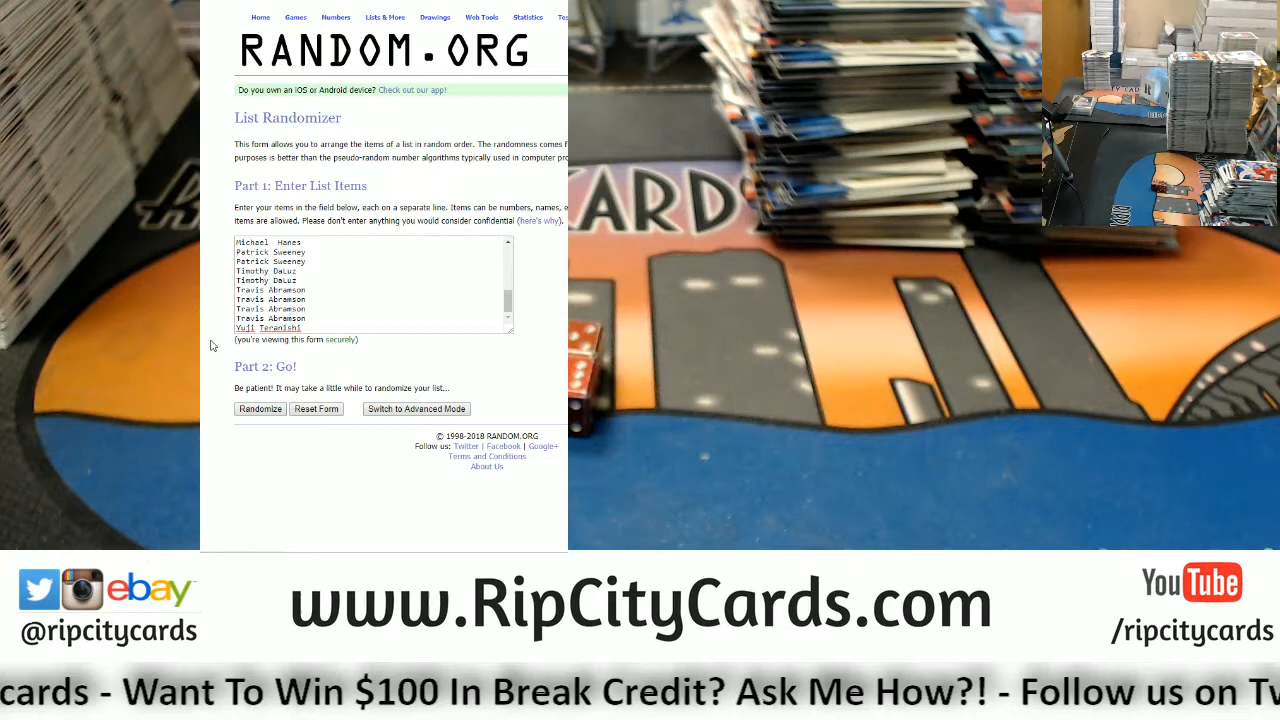 Home Games Numbers Lists & More Drawings Web Tools Statistics Tes
RANDOM.ORG
Do you own an iOS or Android device? Check out our app!
List Randomizer
This form allows you to arrange the items of a list in random order. The randomness comes f
purposes is better than the pseudo-random number algorithms typically used in computer pro
Part 1: Enter List Items
Enter your items in the field below, each on a separate line. Items can be numbers, names, e
items are allowed. Please don't enter anything you would consider confidential (here's why).
Michael Hanes
Patrick Sweeney
Patrick Sweeney
Timothy DaLuz
Timothy DaLuz
Travis Abramson
Travis Abramson
Travis Abramson
Travis Abramson
Yuji Teranishi
(you're viewing this form securely)
Part 2: Go!
Be patient! It may take a little while to randomize your list...
Randomize Reset Form Switch to Advanced Mode
© 1998-2018 RANDOM.ORG
Follow us: Twitter | Facebook | Google+
Terms and Conditions
About Us
CARDS
ebay
@ripcitycards
www.RipCityCards.com
YouTube
/ripcitycards
cards - Want To Win $100 In Break Credit? Ask Me How?! - Follow us on Tw